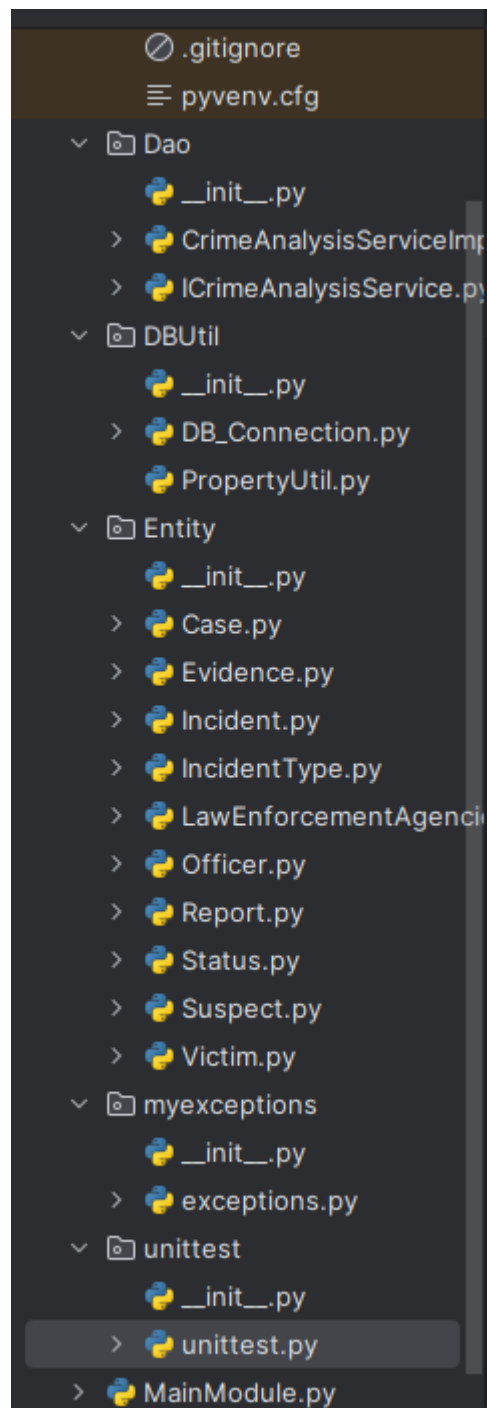 .gitignore
pyvenv.cfg
Dao
__init__.py
CrimeAnalysisServiceImp
ICrimeAnalysisService.py
DBUtil
__init__.py
DB_Connection.py
PropertyUtil.py
Entity
__init__.py
Case.py
Evidence.py
Incident.py
IncidentType.py
LawEnforcementAgencie
Officer.py
Report.py
Status.py
Suspect.py
Victim.py
myexceptions
__init__.py
exceptions.py
unittest
__init__.py
unittest.py
MainModule.py